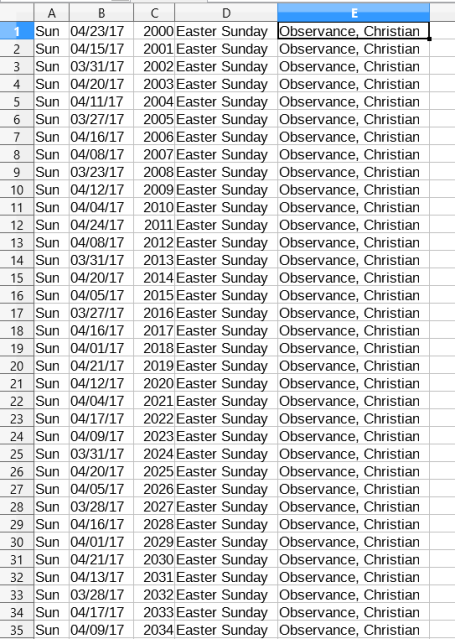 A B C D E
1 Sun 04/23/17 2000 Easter Sunday Observance, Christian
2 Sun 04/15/17 2001 Easter Sunday Observance, Christian
3 Sun 03/31/17 2002 Easter Sunday Observance, Christian
4 Sun 04/20/17 2003 Easter Sunday Observance, Christian
5 Sun 04/11/17 2004 Easter Sunday Observance, Christian
6 Sun 03/27/17 2005 Easter Sunday Observance, Christian
7 Sun 04/16/17 2006 Easter Sunday Observance, Christian
8 Sun 04/08/17 2007 Easter Sunday Observance, Christian
9 Sun 03/23/17 2008 Easter Sunday Observance, Christian
10 Sun 04/12/17 2009 Easter Sunday Observance, Christian
11 Sun 04/04/17 2010 Easter Sunday Observance, Christian
12 Sun 04/24/17 2011 Easter Sunday Observance, Christian
13 Sun 04/08/17 2012 Easter Sunday Observance, Christian
14 Sun 03/31/17 2013 Easter Sunday Observance, Christian
15 Sun 04/20/17 2014 Easter Sunday Observance, Christian
16 Sun 04/05/17 2015 Easter Sunday Observance, Christian
17 Sun 03/27/17 2016 Easter Sunday Observance, Christian
18 Sun 04/16/17 2017 Easter Sunday Observance, Christian
19 Sun 04/01/17 2018 Easter Sunday Observance, Christian
20 Sun 04/21/17 2019 Easter Sunday Observance, Christian
21 Sun 04/12/17 2020 Easter Sunday Observance, Christian
22 Sun 04/04/17 2021 Easter Sunday Observance, Christian
23 Sun 04/17/17 2022 Easter Sunday Observance, Christian
24 Sun 04/09/17 2023 Easter Sunday Observance, Christian
25 Sun 03/31/17 2024 Easter Sunday Observance, Christian
26 Sun 04/20/17 2025 Easter Sunday Observance, Christian
27 Sun 04/05/17 2026 Easter Sunday Observance, Christian
28 Sun 03/28/17 2027 Easter Sunday Observance, Christian
29 Sun 04/16/17 2028 Easter Sunday Observance, Christian
30 Sun 04/01/17 2029 Easter Sunday Observance, Christian
31 Sun 04/21/17 2030 Easter Sunday Observance, Christian
32 Sun 04/13/17 2031 Easter Sunday Observance, Christian
33 Sun 03/28/17 2032 Easter Sunday Observance, Christian
34 Sun 04/17/17 2033 Easter Sunday Observance, Christian
35 Sun 04/09/17 2034 Easter Sunday Observance, Christian